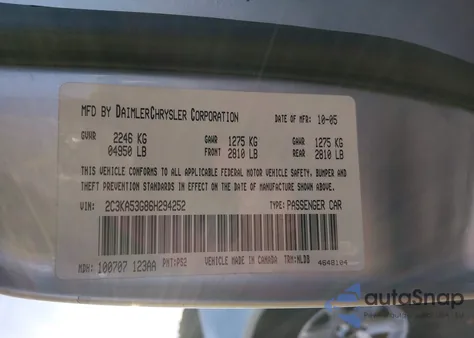 MFD BY DAIMLERCHRYSLER CORPORATION DATE OF MFR: 10-05
GVWR 2246 KG GAWR 1275 KG GAWR 1275 KG
04950 LB FRONT 2810 LB REAR 2810 LB
THIS VEHICLE CONFORMS TO ALL APPLICABLE FEDERAL MOTOR VEHICLE SAFETY, BUMPER AND
THEFT PREVENTION STANDARDS IN EFFECT ON THE DATE OF MANUFACTURE SHOWN ABOVE.
VIN: 2C3KA53G86H294252 TYPE: PASSENGER CAR
MDH: 100707 123AA PNT: PS2 VEHICLE MADE IN CANADA TRM: NLDB 4648104
autoSnap